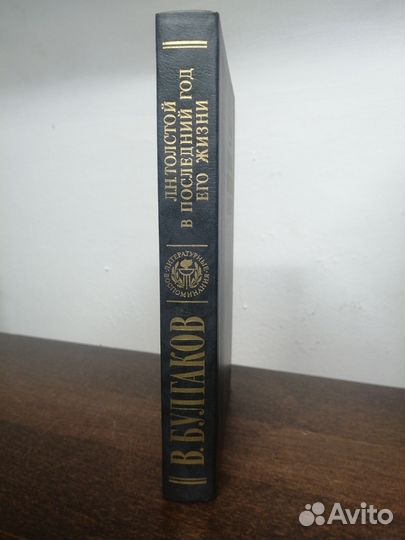 В. БУЛГАКОВ
ЛИТЕРАТУРНЫЕ
ВОСПОМИНАНИЯ
Л.Н.ТОЛСТОЙ
В ПОСЛЕДНИЙ ГОД
ЕГО ЖИЗНИ
Avito